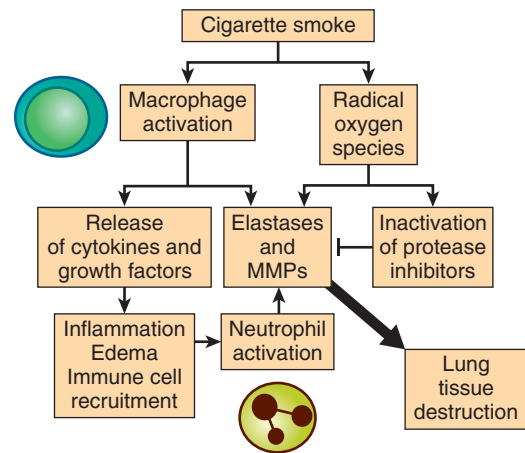 Cigarette smoke
Macrophage
activation
Radical
oxygen
species
Release
of cytokines and
growth factors
Elastases
and
MMPs
Inactivation
of protease
inhibitors
Inflammation
Edema
Immune cell
recruitment
Neutrophil
activation
Lung
tissue
destruction